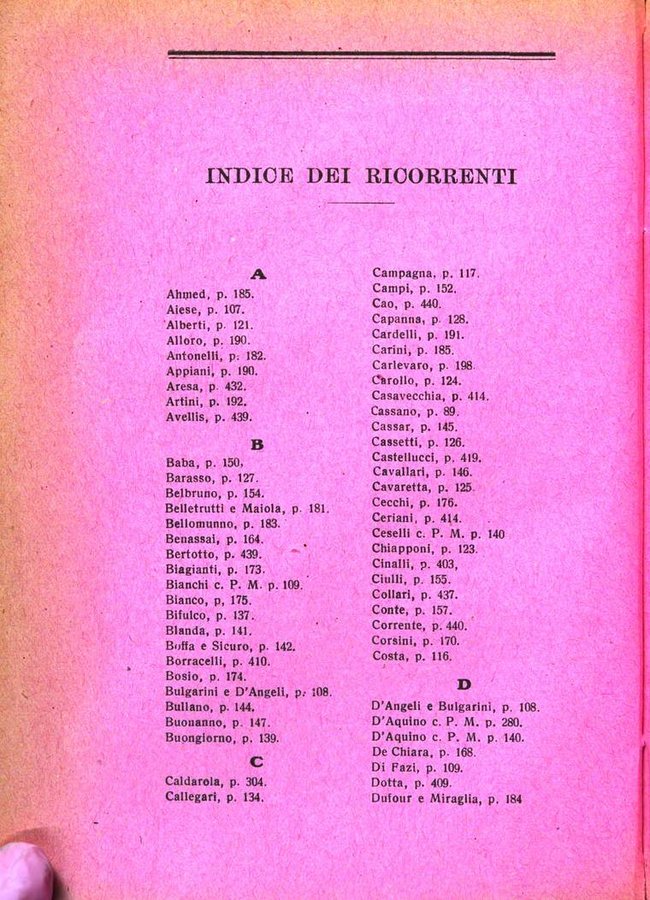 INDICE DEI RICORRENTI
A
Ahmed, p. 185.
Aiese, p. 107.
Alberti, p. 121.
Alloro, p. 190.
Antonelli, p. 182.
Appiani, p. 190.
Aresa, p. 432.
Artini, p. 192.
Avellis, p. 439.
B
Baba, p. 150,
Barasso, p. 127.
Belbruno, p. 154.
Belletrutti e Maiola, p. 181.
Bellomunno, p. 183.
Benassai, p. 164.
Bertotto, p. 439.
Biagianti, p. 173.
Bianchi c. P. M. p. 109.
Bianco, p, 175.
Bifulco, p. 137.
Blanda, p. 141.
Boffa e Sicuro, p. 142.
Borracelli, p. 410.
Bosio, p. 174.
Bulgarini e D'Angeli, p. 108.
Bullano, p. 144.
Buonanno, p. 147.
Buongiorno, p. 139.
C
Caldarola, p. 304.
Callegari, p. 134.
Campagna, p. 117.
Campi, p. 152.
Cao, p. 440.
Capanna, p. 128.
Cardelli, p. 191.
Carini, p. 185.
Carlevaro, p. 198.
Carollo, p. 124.
Casavecchia, p. 414.
Cassano, p. 89.
Cassar, p. 145.
Cassetti, p. 126.
Castellucci, p. 419.
Cavallari, p. 146.
Cavaretta, p. 125.
Cecchi, p. 176.
Ceriani, p. 414.
Ceselli c. P. M. p. 140
Chiapponi, p. 123.
Cinalli, p. 403,
Ciulli, p. 155.
Collari, p. 437.
Conte, p. 157.
Corrente, p. 440.
Corsini, p. 170.
Costa, p. 116.
D
D'Angeli e Bulgarini, p. 108.
D'Aquino c. P. M. p. 280.
D'Aquino c. P. M. p. 140.
De Chiara, p. 168.
Di Fazi, p. 109.
Dotta, p. 409.
Dufour e Miraglia, p. 184